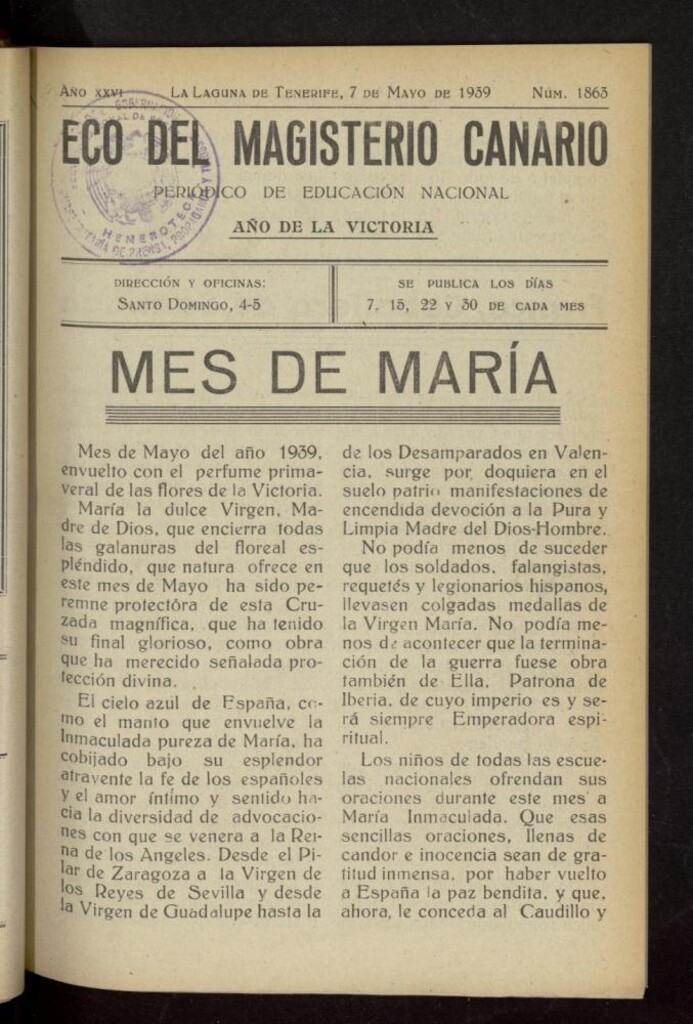 AÑO XXVI LA LAGUNA DE TENERIFE, 7 DE MAYO DE 1939 NÚM. 1863
ECO DEL MAGISTERIO CANARIO
PERIÓDICO DE EDUCACIÓN NACIONAL
AÑO DE LA VICTORIA
HEMEROTECA
DIRECCIÓN Y OFICINAS:
SANTO DOMINGO, 4-5
SE PUBLICA LOS DÍAS
7, 15, 22 Y 30 DE CADA MES
MES DE MARÍA
Mes de Mayo del año 1939,
envuelto con el perfume prima-
veral de las flores de la Victoria.
María la dulce Virgen, Ma-
dre de Dios, que encierra todas
las galanuras del floreal es-
pléndido, que natura ofrece en
este mes de Mayo ha sido pe-
remne protectóra de esta Cru-
zada magnífica, que ha tenido
su final glorioso, como obra
que ha merecido señalada pro-
tección divina.
El cielo azul de España, co-
mo el manto que envuelve la
Inmaculada pureza de María, ha
cobijado bajo su esplendor
atrayente la fe de los españoles
y el amor íntimo y sentido ha-
cia la diversidad de advocacio-
nes con que se venera a la Rei-
na de los Angeles. Desde el Pi-
lar de Zaragoza a la Virgen de
los Reyes de Sevilla y desde
la Virgen de Guadalupe hasta la
de los Desamparados en Valen-
cia, surge por doquiera en el
suelo patrio manifestaciones de
encendida devoción a la Pura y
Limpia Madre del Dios-Hombre.
No podía menos de suceder
que los soldados, falangistas,
requetés y legionarios hispanos,
llevasen colgadas medallas de
la Virgen María. No podía me-
nos de acontecer que la termina-
ción de la guerra fuese obra
también de Ella, Patrona de
Iberia, de cuyo imperio es y se-
rá siempre Emperadora espi-
ritual.
Los niños de todas las escue-
las nacionales ofrendan sus
oraciones durante este mes a
María Inmaculada. Que esas
sencillas oraciones, llenas de
candor e inocencia sean de gra-
titud inmensa, por haber vuelto
a España la paz bendita, y que,
ahora, le conceda al Caudillo y